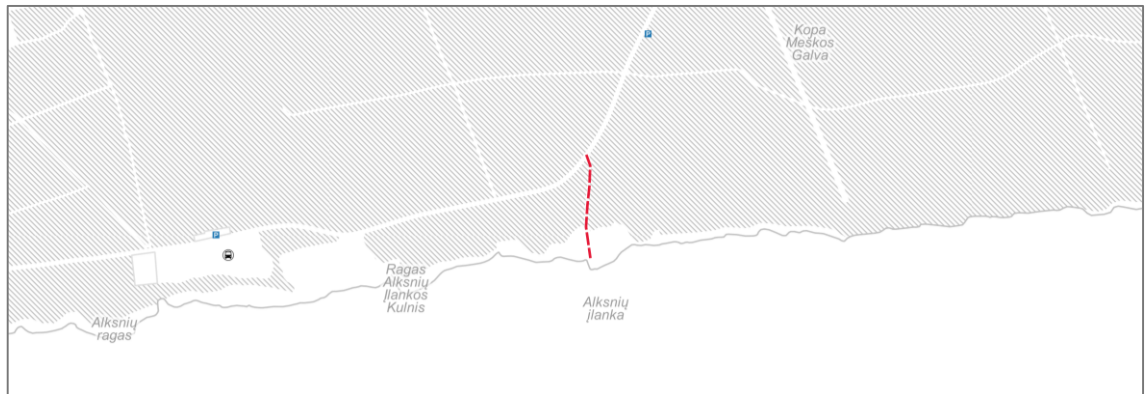 Kopa
Meškos
Galva
P
P
Ragas
Alksnių
Įlankos
Kulnis
Alksnių
įlanka
Alksnių
ragas